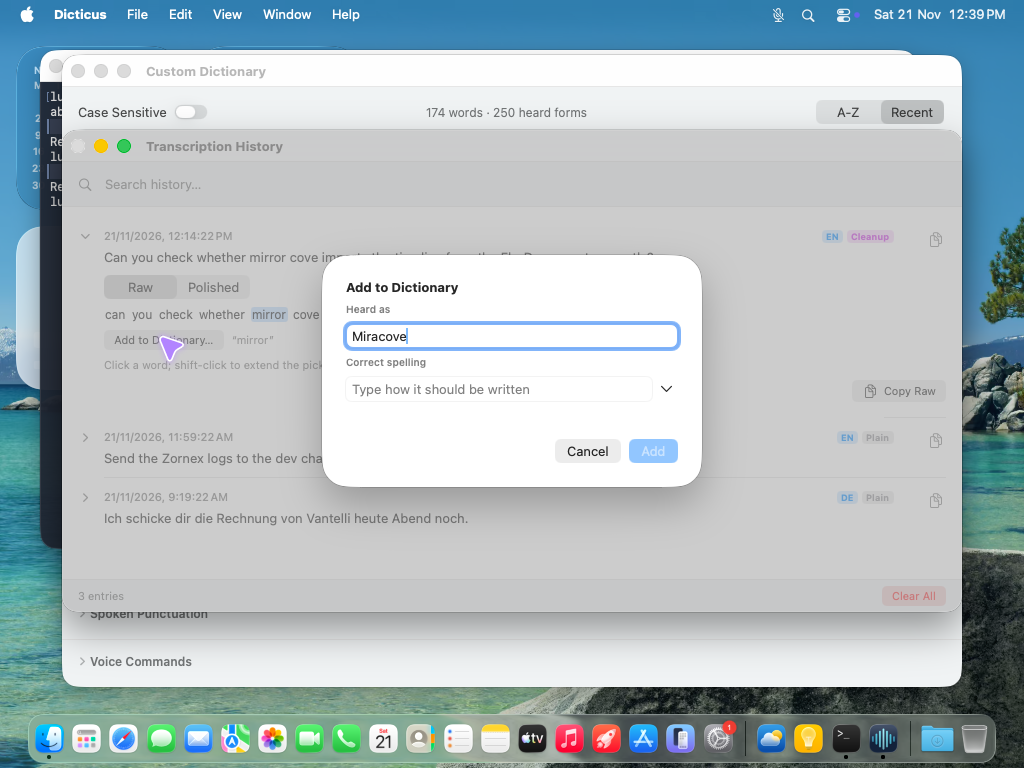 Dicticus File Edit View Window Help Sat 21 Nov 12:39 PM
Custom Dictionary
Case Sensitive 174 words · 250 heard forms A-Z Recent
Transcription History
Search history...
21/11/2026, 12:14:22 PM EN Cleanup
Can you check whether mirror cove
Raw Polished
can you check whether mirror cove
Add to Dictionary... "mirror"
Click a word; shift-click to extend the pick
Copy Raw
Add to Dictionary
Heard as
Miracove
Correct spelling
Type how it should be written
Cancel Add
21/11/2026, 11:59:22 AM EN Plain
Send the Zornex logs to the dev cha
21/11/2026, 9:19:22 AM DE Plain
Ich schicke dir die Rechnung von Vantelli heute Abend noch.
3 entries Clear All
Spoken Punctuation
Voice Commands
Sat
21
tv
1